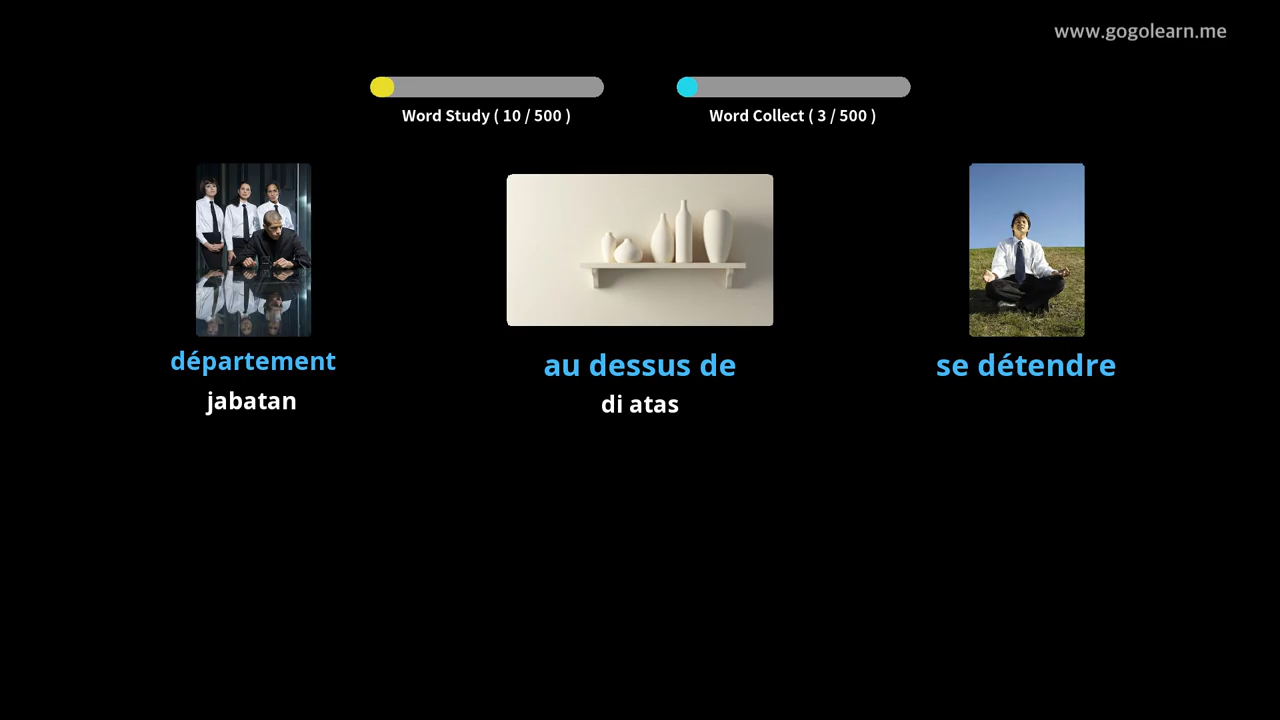 www.gogolearn.me
Word Study ( 10 / 500 )
Word Collect ( 3 / 500 )
département
jabatan
au dessus de
di atas
se détendre